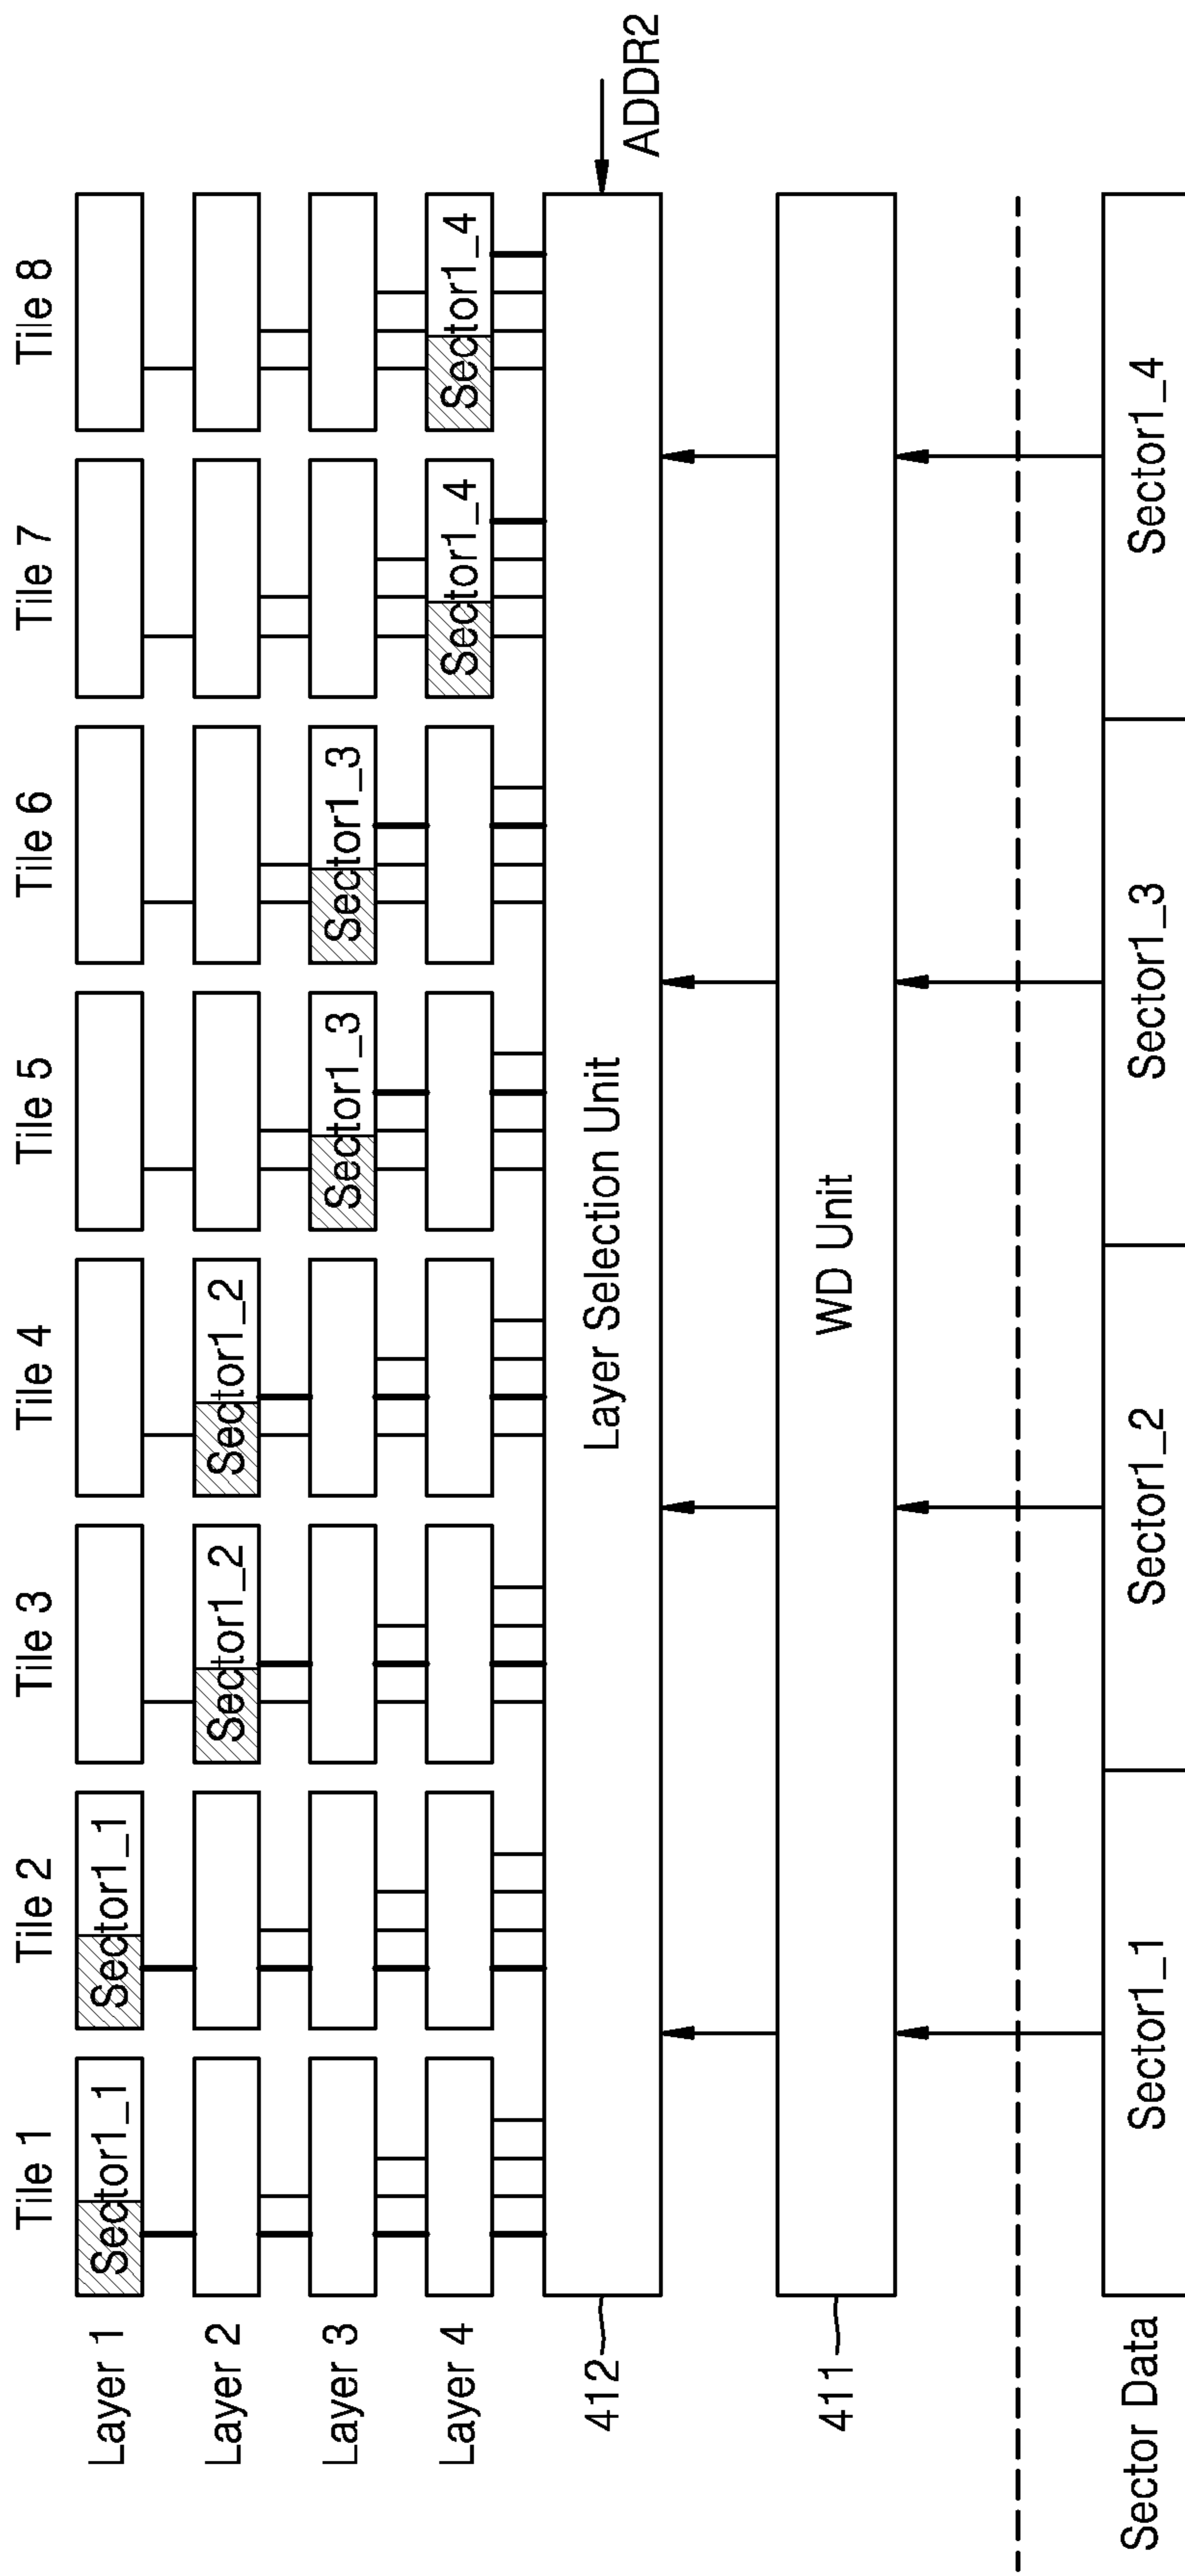 Tile 1 Tile 2 Tile 3 Tile 4 Tile 5 Tile 6 Tile 7 Tile 8
Layer 1 Sector1_1 Sector1_1
Layer 2 Sector1_2 Sector1_2
Layer 3 Sector1_3 Sector1_3
Layer 4 Sector1_4 Sector1_4
412 Layer Selection Unit ADDR2
411 WD Unit
Sector Data Sector1_1 Sector1_2 Sector1_3 Sector1_4